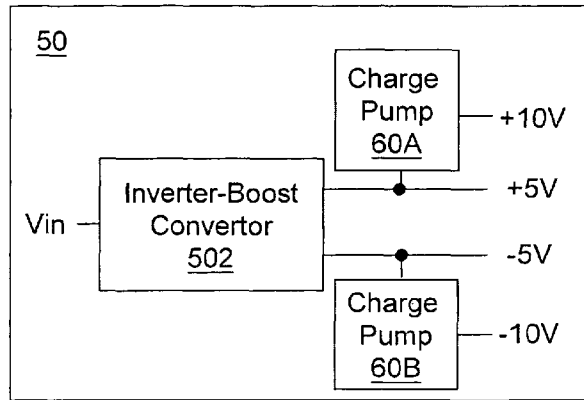 50
Charge
Pump
60A
+10V
Inverter-Boost
Convertor
502
Vin
+5V
-5V
Charge
Pump
60B
-10V